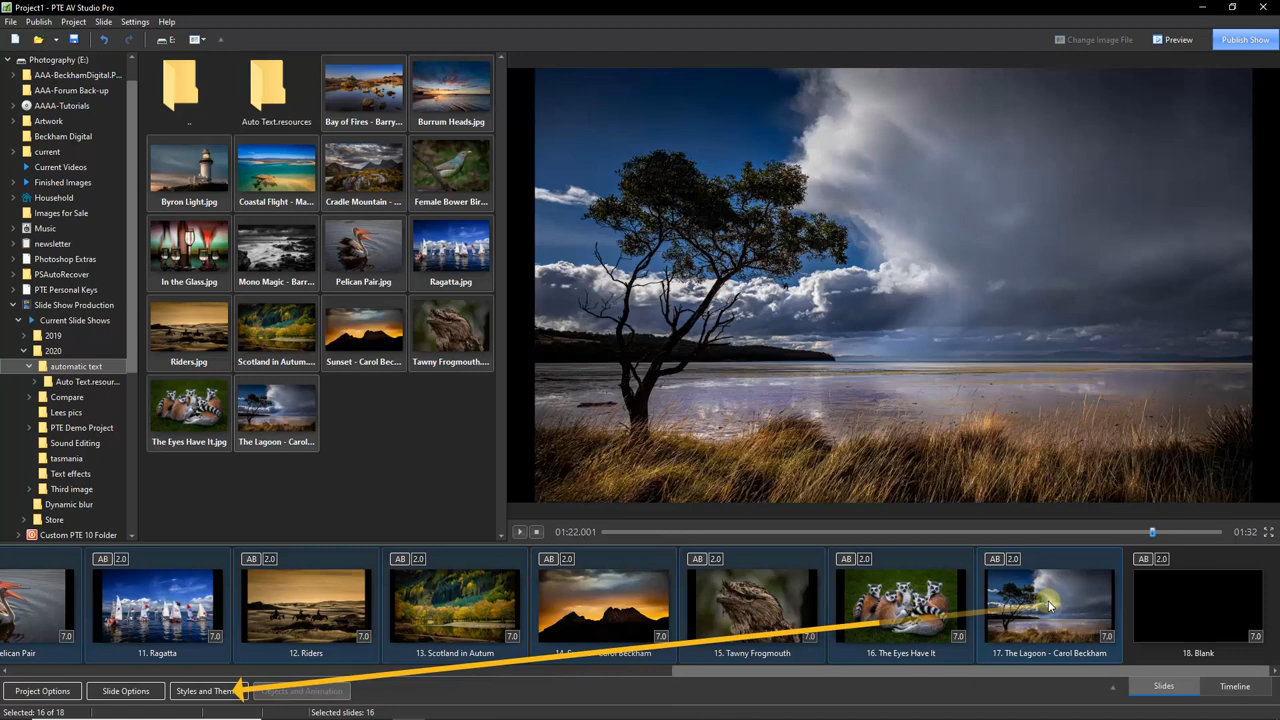 Project1 - PTE AV Studio Pro
File Publish Project Slide Settings Help
E: Change Image File Preview Publish Show
Photography (E:)
AAA-BeckhamDigital.P...
AAA-Forum Back-up
AAAA-Tutorials
Artwork
Beckham Digital
current
Current Videos
Finished Images
Household
Images for Sale
Music
newsletter
Photoshop Extras
PSAutoRecover
PTE Personal Keys
Slide Show Production
Current Slide Shows
2019
2020
automatic text
Auto Text.resour...
Compare
Lees pics
PTE Demo Project
Sound Editing
tasmania
Text effects
Third image
Dynamic blur
Store
Custom PTE 10 Folder
.. Auto Text.resources Bay of Fires - Barry... Burrum Heads.jpg
Byron Light.jpg Coastal Flight - Ma... Cradle Mountain - ... Female Bower Bir...
In the Glass.jpg Mono Magic - Barr... Pelican Pair.jpg Ragatta.jpg
Riders.jpg Scotland in Autumn.... Sunset - Carol Bec... Tawny Frogmouth....
The Eyes Have It.jpg The Lagoon - Carol...
01:22.001 01:32
AB 2.0 AB 2.0 AB 2.0 AB 2.0 AB 2.0 AB 2.0 AB 2.0 AB 2.0
7.0 7.0 7.0 7.0 7.0 7.0 7.0 7.0 7.0
elican Pair 11. Ragatta 12. Riders 13. Scotland in Autum Beckham 15. Tawny Frogmouth 16. The Eyes Have It 17. The Lagoon - Carol Beckham 18. Blank
Project Options Slide Options Styles and Them Objects and Animation Slides Timeline
Selected: 16 of 18 Selected slides: 16